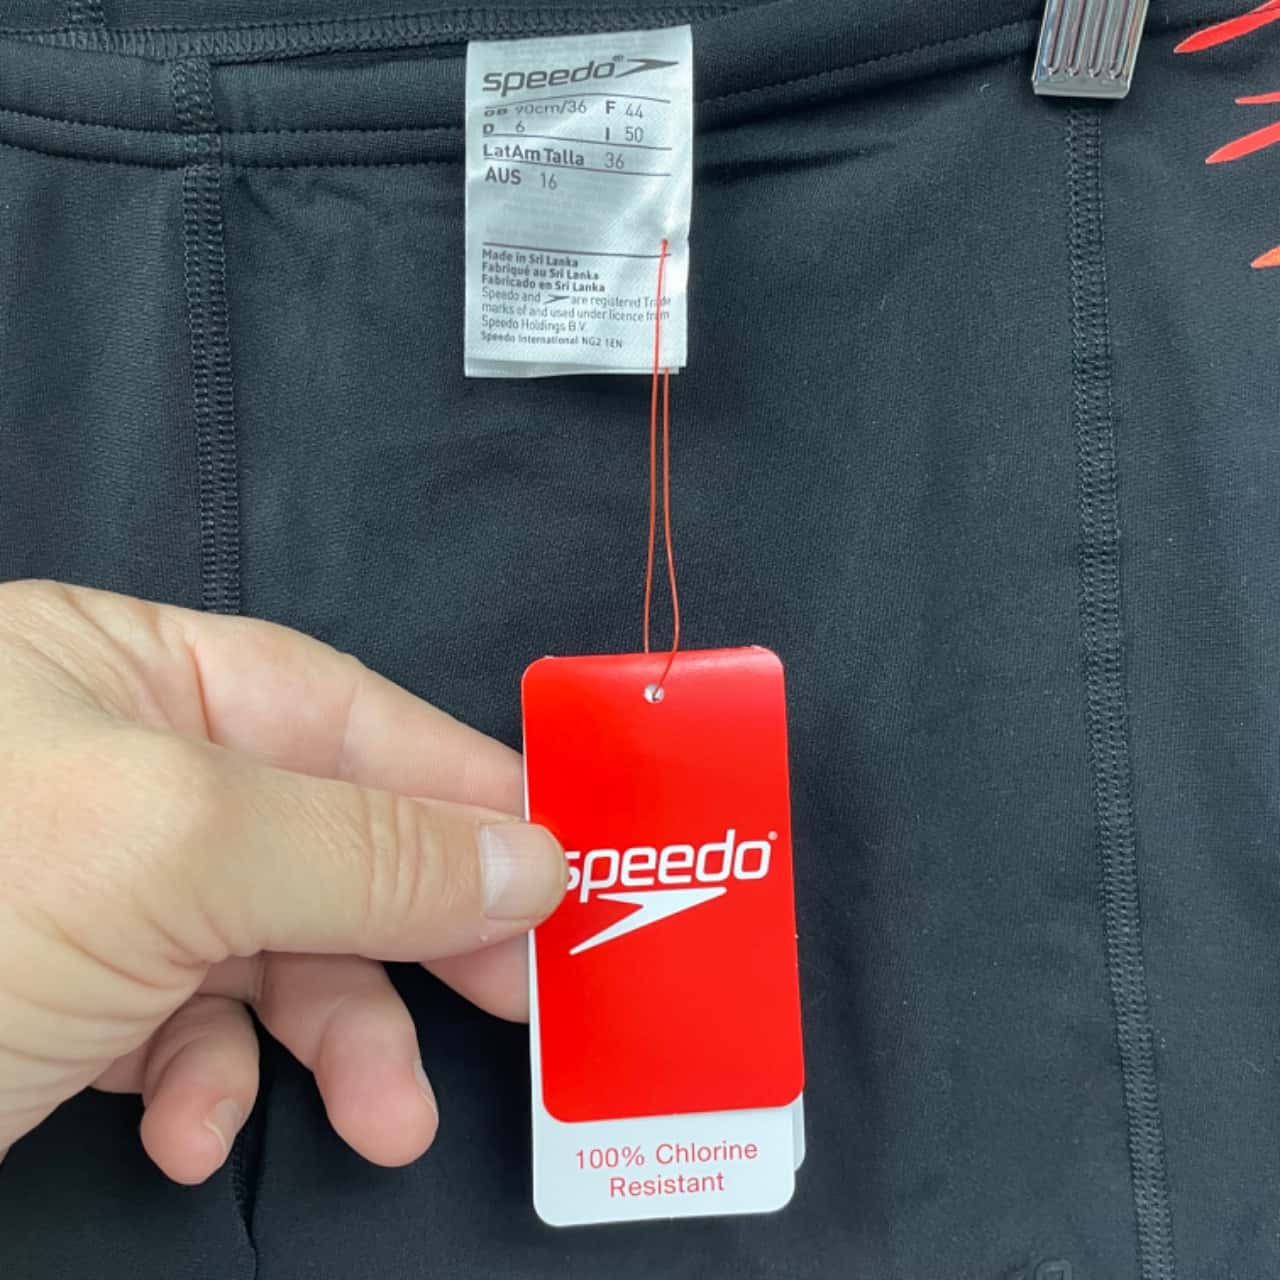 speedo
GB 90cm/36 F 44
D 6 I 50
LatAm Talla 36
AUS 16
Made in Sri Lanka
Fabriqué au Sri Lanka
Fabricado en Sri Lanka
Speedo and are registered Trade
marks of and used under licence from
Speedo Holdings B.V.
Speedo International NG2 1EN
speedo®
100% Chlorine
Resistant